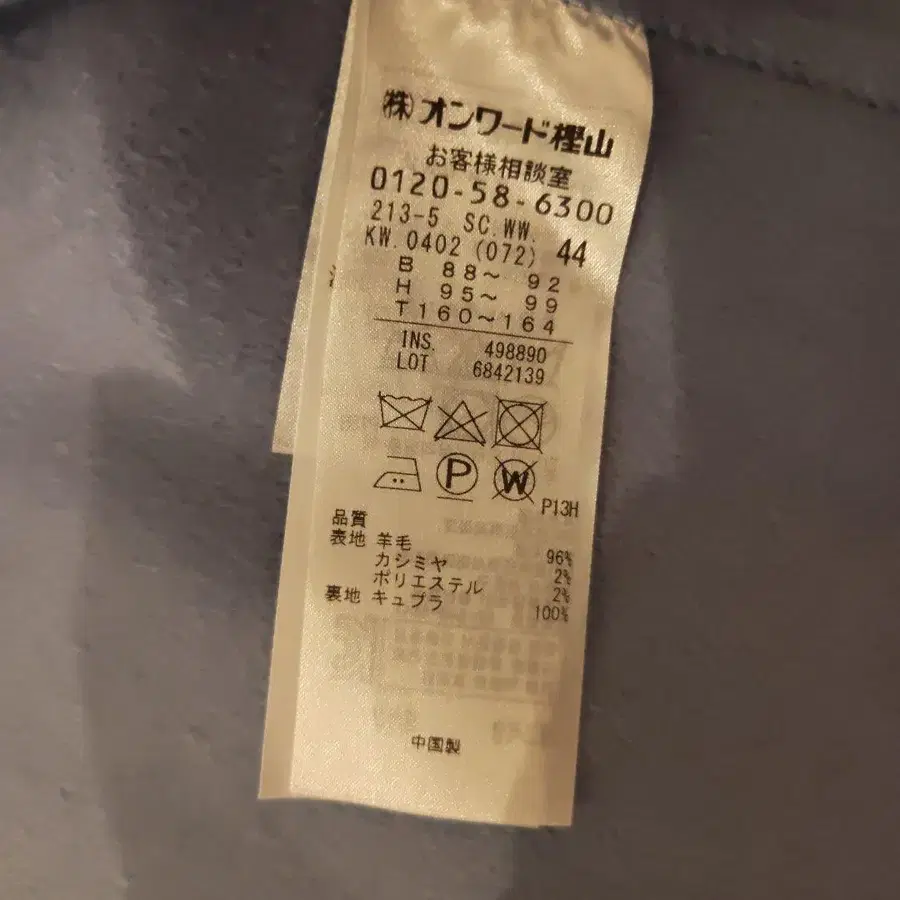 ㈱オンワード樫山
お客様相談室
0120-58-6300
213-5 SC.WW.
KW.0402(072) 44
B 88～ 92
H 95～ 99
T160～164
INS. 498890
LOT 6842139
P
W
P13H
品質
表地 羊毛 96%
カシミヤ 2%
ポリエステル 2%
裏地 キュプラ 100%
中国製